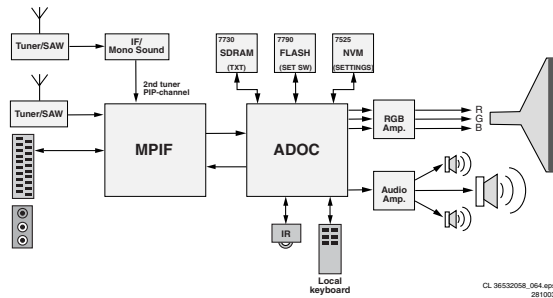 Tuner/SAW
IF/
Mono Sound
7730
SDRAM
(TXT)
7790
FLASH
(SET SW)
7525
NVM
(SETTINGS)
2nd tuner
PIP-channel
Tuner/SAW
MPIF
ADOC
RGB
Amp.
R
G
B
Audio
Amp.
IR
Local
keyboard
CL 36532058_064.eps
281003